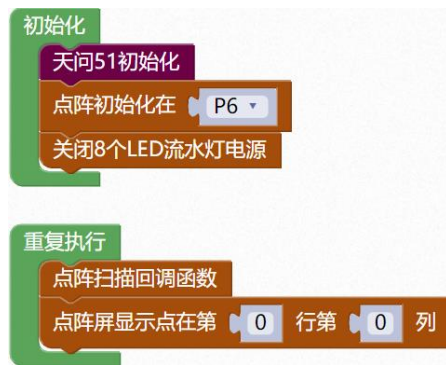 初始化
天问51初始化
点阵初始化在 P6
关闭8个LED流水灯电源
重复执行
点阵扫描回调函数
点阵屏显示点在第 0 行第 0 列